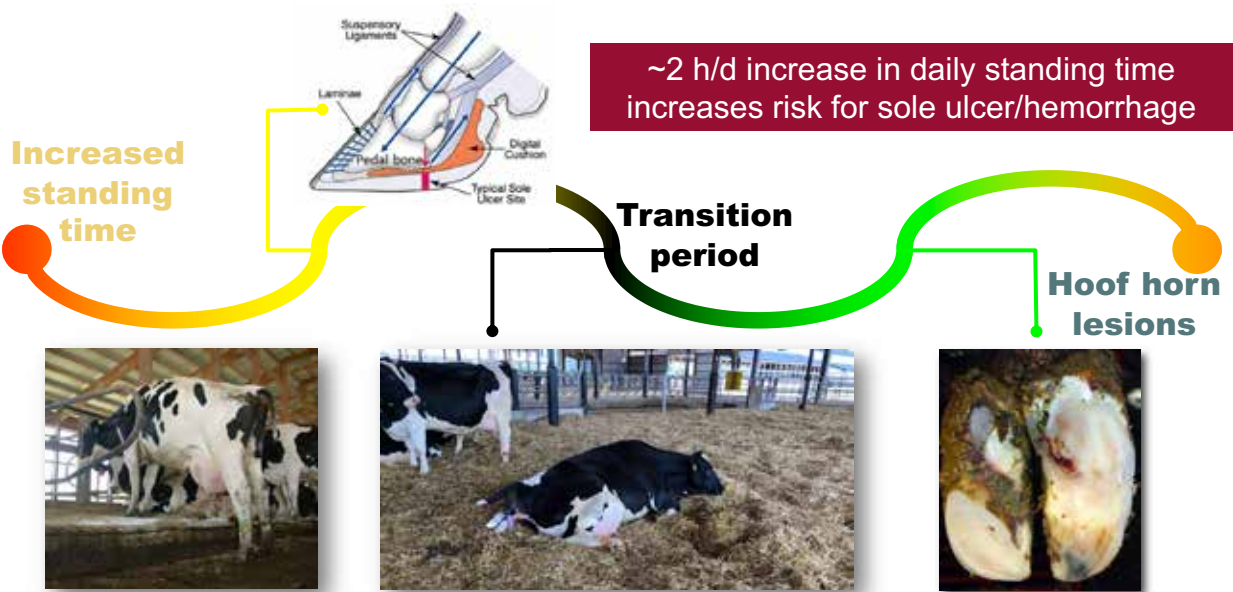 Suspensory
Ligaments
Laminae
Pedal bone
Digital
Cushion
Typical Sole
Ulcer Site
~2 h/d increase in daily standing time
increases risk for sole ulcer/hemorrhage
Increased
standing
time
Transition
period
Hoof horn
lesions